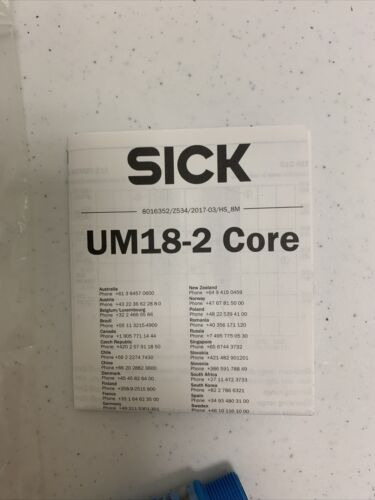 SICK
8016352/ZS34/2017-03/HS_8M
UM18-2 Core
Australia
Phone +61 3 9457 0600
Austria
Phone +43 22 36 62 28 8-0
Belgium/Luxembourg
Phone +32 2 466 55 66
Brazil
Phone +55 11 3215-4900
Canada
Phone +1 905 771 14 44
Czech Republic
Phone +420 2 57 91 18 50
Chile
Phone +56 2 2274 7430
China
Phone +86 20 2882 3600
Denmark
Phone +45 45 82 64 00
Finland
Phone +358-9-2515 800
France
Phone +33 1 64 62 35 00
Germany
New Zealand
Phone +64 9 415 0459
Norway
Phone +47 67 81 50 00
Poland
Phone +48 22 539 41 00
Romania
Phone +40 356 171 120
Russia
Phone +7 495 775 05 30
Singapore
Phone +65 6744 3732
Slovakia
Phone +421 482 901201
Slovenia
Phone +386 591 788 49
South Africa
Phone +27 11 472 3733
South Korea
Phone +82 2 786 6321
Spain
Phone +34 93 480 31 00
Sweden
Phone +46 10 110 10 00